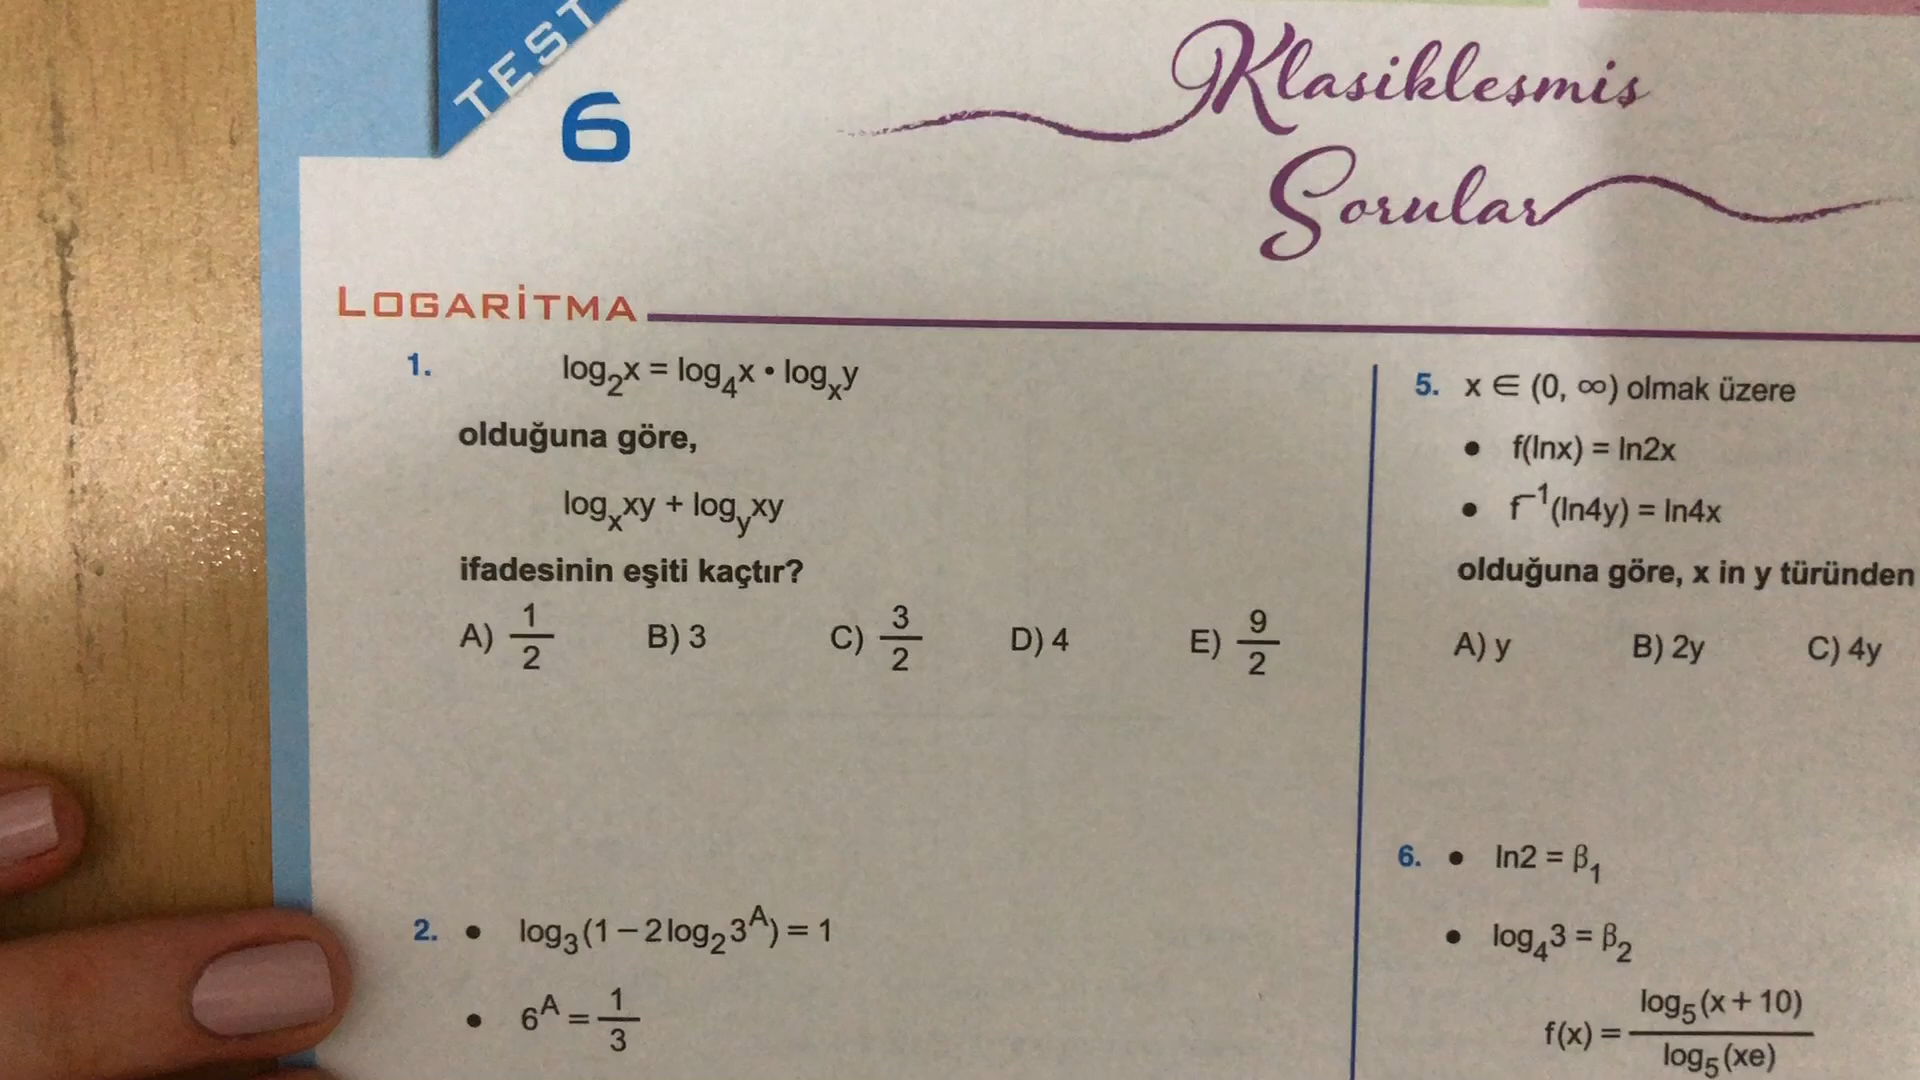 TEST
6
Klasiklesmis
Sorular
LOGARİTMA
1.
log₂x = log₄x • logₓy
olduğuna göre,
logₓxy + log_yxy
ifadesinin eşiti kaçtır?
A) 1/2 B) 3 C) 3/2 D) 4 E) 9/2
2. • log₃(1 – 2log₂3^A) = 1
• 6^A = 1/3
5. x ∈ (0, ∞) olmak üzere
• f(lnx) = ln2x
• f⁻¹(ln4y) = ln4x
olduğuna göre, x in y türünden
A) y B) 2y C) 4y
6. • ln2 = β₁
• log₄3 = β₂
f(x) = log₅(x + 10) / log₅(xe)